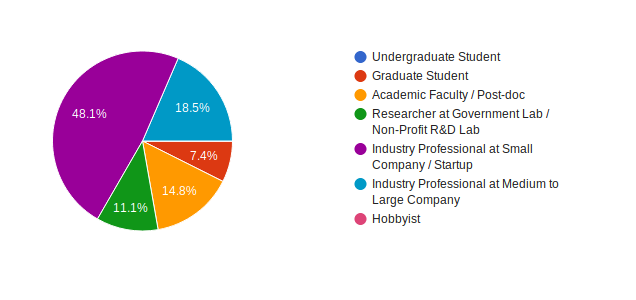 48.1%
18.5%
7.4%
14.8%
11.1%
Undergraduate Student
Graduate Student
Academic Faculty / Post-doc
Researcher at Government Lab /
Non-Profit R&D Lab
Industry Professional at Small
Company / Startup
Industry Professional at Medium to
Large Company
Hobbyist